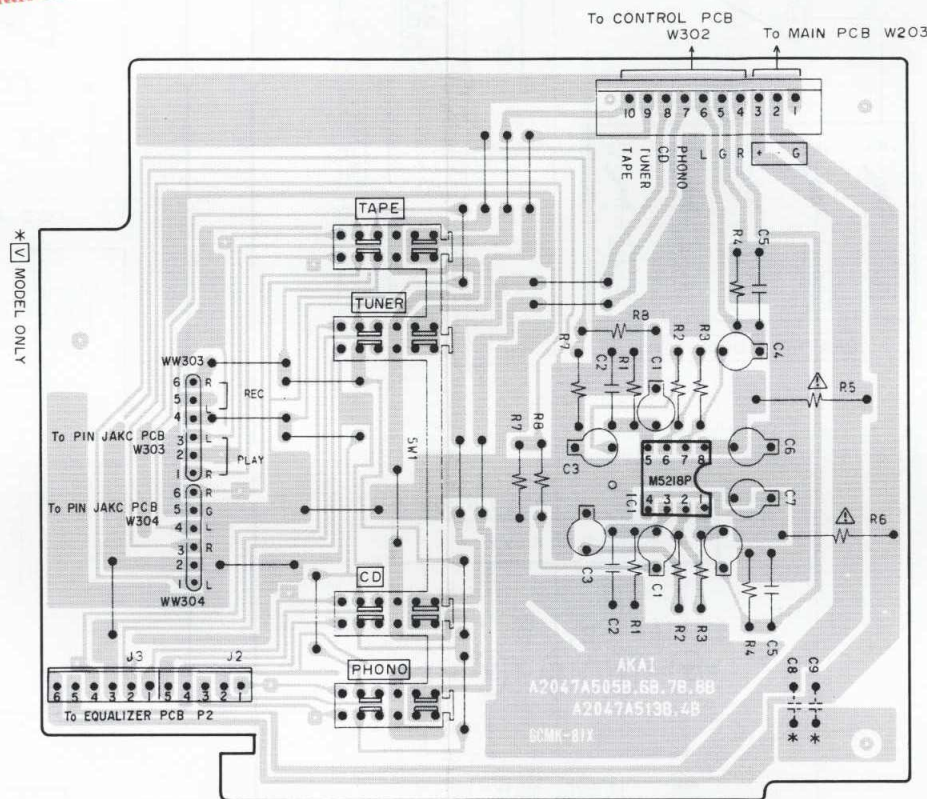 To CONTROL PCB
W302
To MAIN PCB W203
10 9 8 7 6 5 4 3 2 1
TAPE TUNER CD PHONO L G R + - G
* V MODEL ONLY
TAPE
TUNER
R4 C5
R8
R7 C2 R1 C1 R2 R3 C4
WW303
6 R
5 REC
4 L
To PIN JAKC PCB 3 L
W303 2 PLAY
1 R
R5
R7 R8
SW1
C3
5 6 7 8
M5218P
4 3 2 1
IC1
C6
C7
6 R
To PIN JAKC PCB 5 G
W304 4 L
3 R
2
1 L
WW304
R6
C3
C2 R1 C1 R2 R3 R4 C5
CD
PHONO
J3 J2
6 5 4 3 2 1 5 4 3 2 1
To EQUALIZER PCB P2
AKAI
A2047A505B.6B.7B.8B
A2047A513B.4B
GCMK-81X
C8 C9
* *